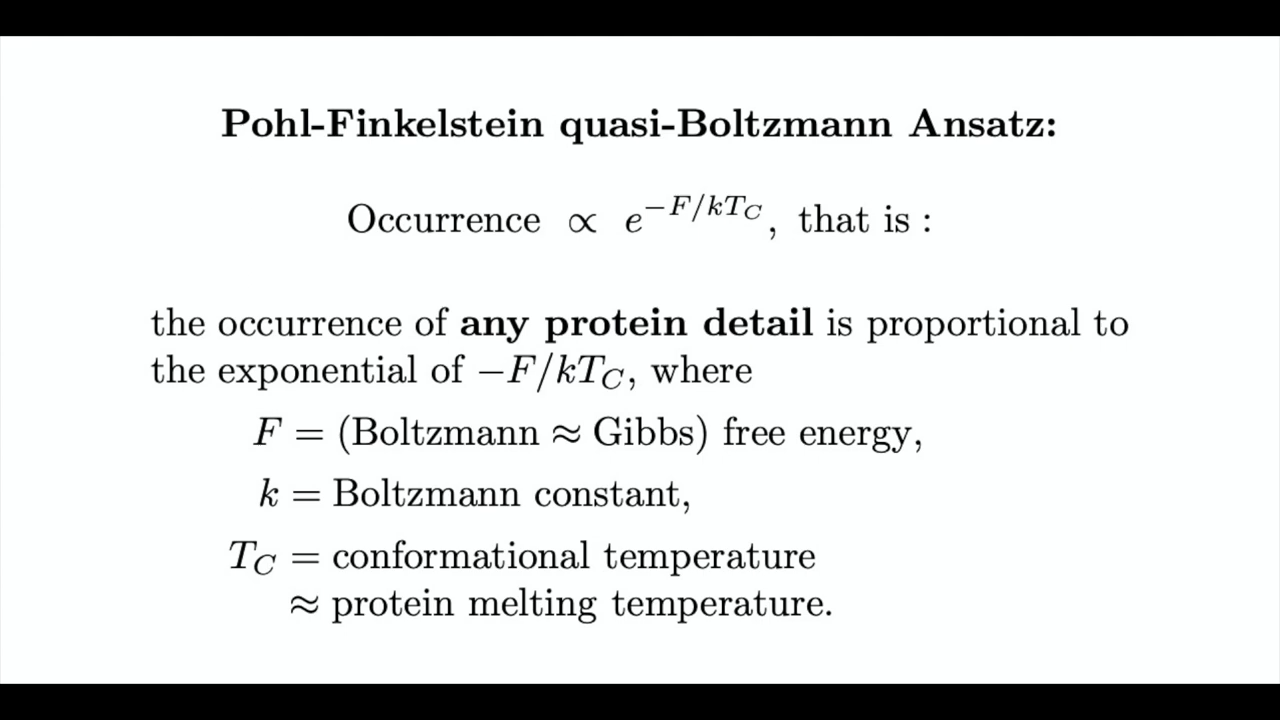 Pohl-Finkelstein quasi-Boltzmann Ansatz:
Occurrence ∝ e^{−F/kT_C}, that is :
the occurrence of any protein detail is proportional to
the exponential of −F/kT_C, where
F = (Boltzmann ≈ Gibbs) free energy,
k = Boltzmann constant,
T_C = conformational temperature
≈ protein melting temperature.